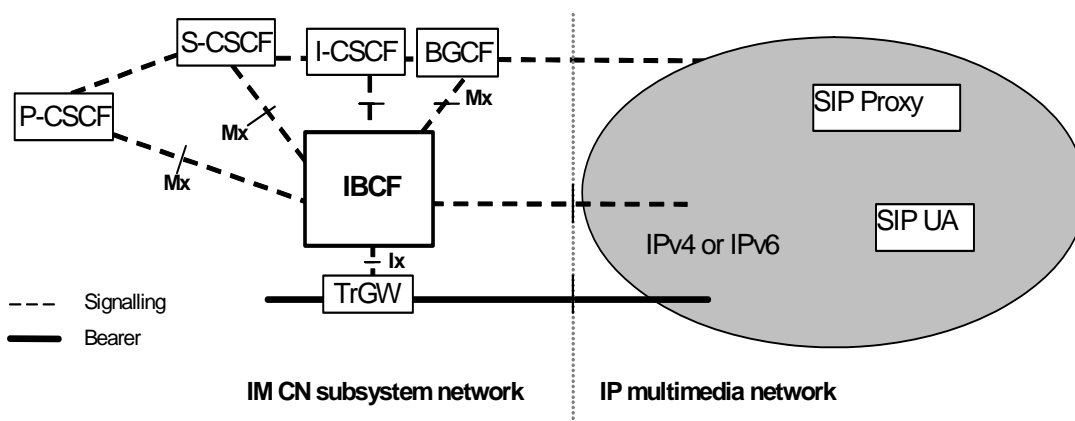 S-CSCF
I-CSCF
BGCF
P-CSCF
SIP Proxy
Mx
Mx
Mx
IBCF
SIP UA
IPv4 or IPv6
Ix
TrGW
Signalling
Bearer
IM CN subsystem network
IP multimedia network